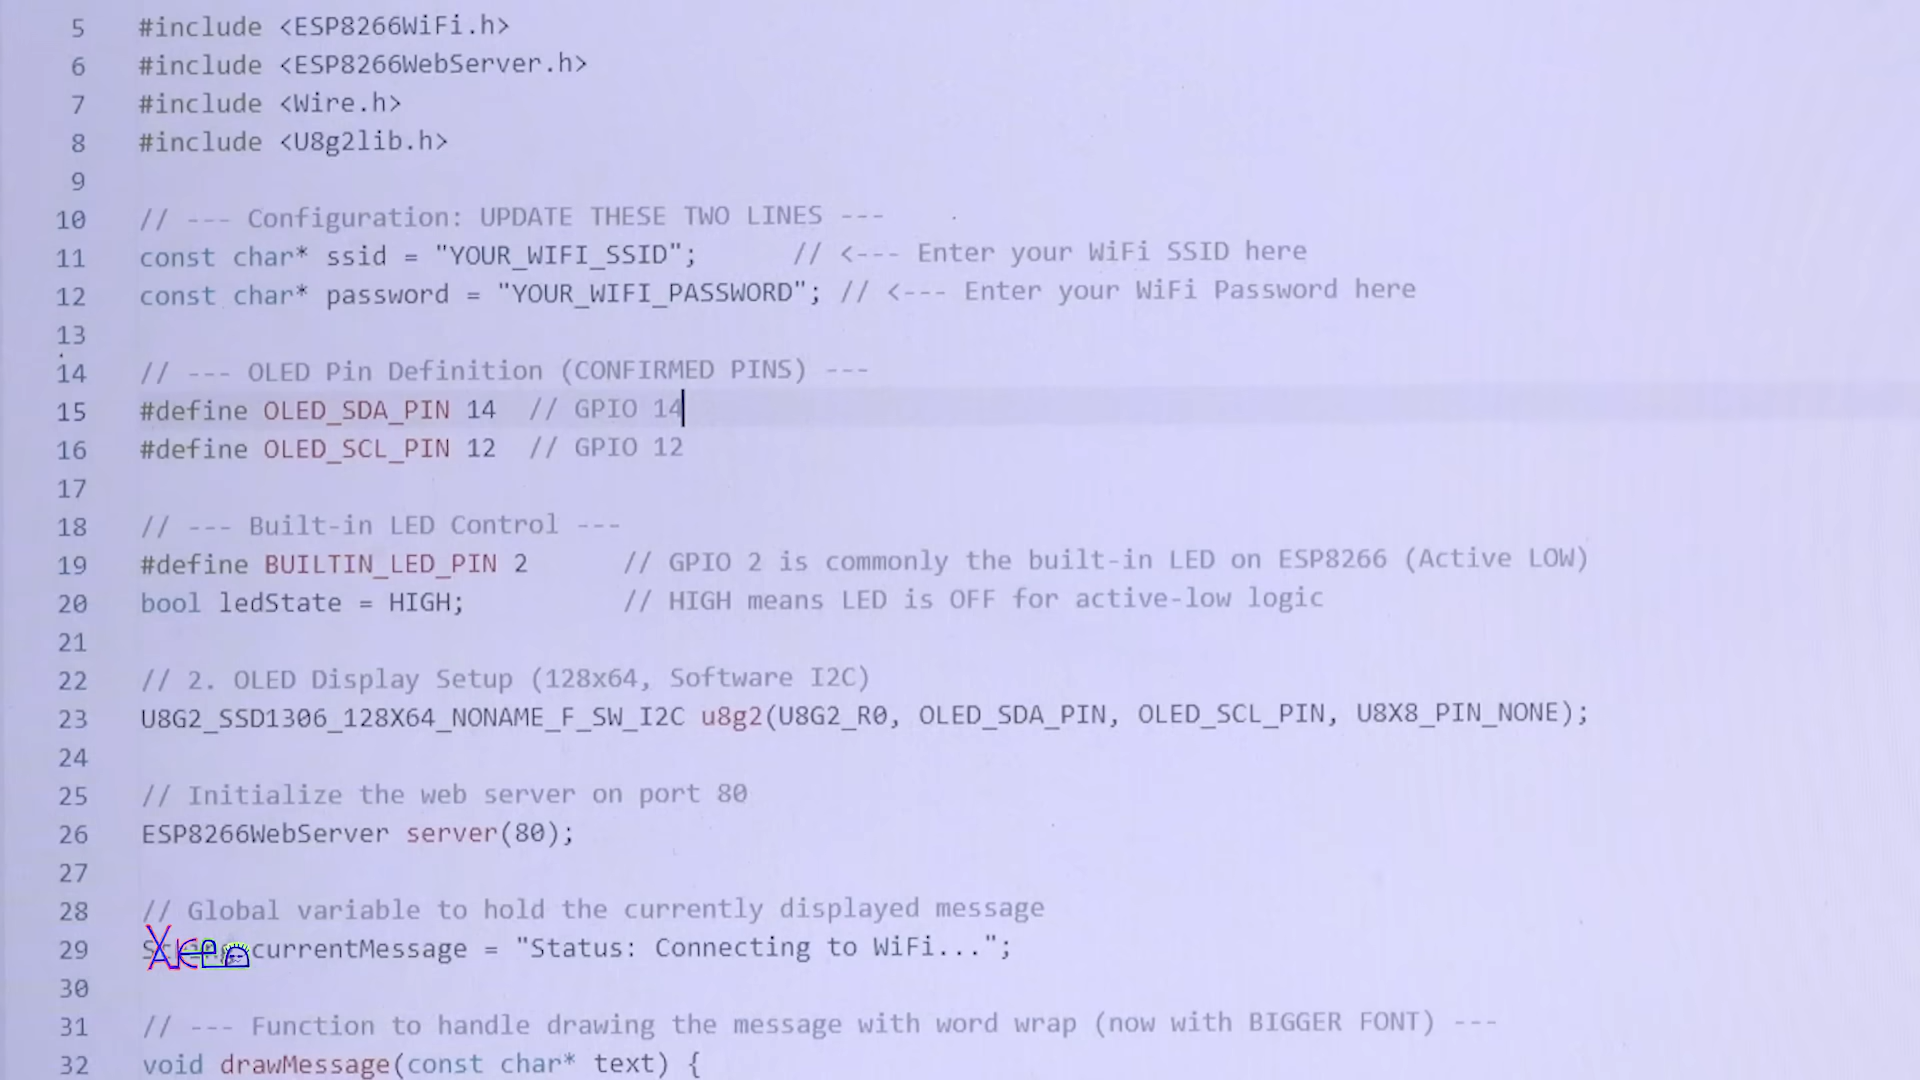 5 #include <ESP8266WiFi.h>
6 #include <ESP8266WebServer.h>
7 #include <Wire.h>
8 #include <U8g2lib.h>
9
10 // --- Configuration: UPDATE THESE TWO LINES ---
11 const char* ssid = "YOUR_WIFI_SSID"; // <--- Enter your WiFi SSID here
12 const char* password = "YOUR_WIFI_PASSWORD"; // <--- Enter your WiFi Password here
13
14 // --- OLED Pin Definition (CONFIRMED PINS) ---
15 #define OLED_SDA_PIN 14 // GPIO 14
16 #define OLED_SCL_PIN 12 // GPIO 12
17
18 // --- Built-in LED Control ---
19 #define BUILTIN_LED_PIN 2 // GPIO 2 is commonly the built-in LED on ESP8266 (Active LOW)
20 bool ledState = HIGH; // HIGH means LED is OFF for active-low logic
21
22 // 2. OLED Display Setup (128x64, Software I2C)
23 U8G2_SSD1306_128X64_NONAME_F_SW_I2C u8g2(U8G2_R0, OLED_SDA_PIN, OLED_SCL_PIN, U8X8_PIN_NONE);
24
25 // Initialize the web server on port 80
26 ESP8266WebServer server(80);
27
28 // Global variable to hold the currently displayed message
29 currentMessage = "Status: Connecting to WiFi...";
30
31 // --- Function to handle drawing the message with word wrap (now with BIGGER FONT) ---
32 void drawMessage(const char* text) {